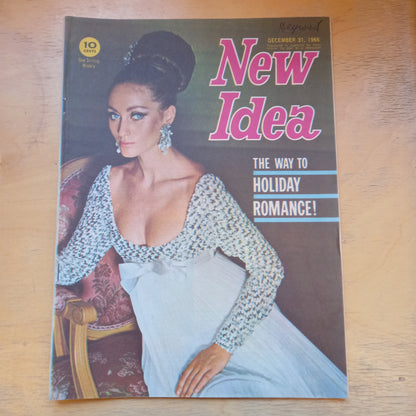 DECEMBER 31, 1966
10
CENTS
New
Idea
THE WAY TO
HOLIDAY
ROMANCE!